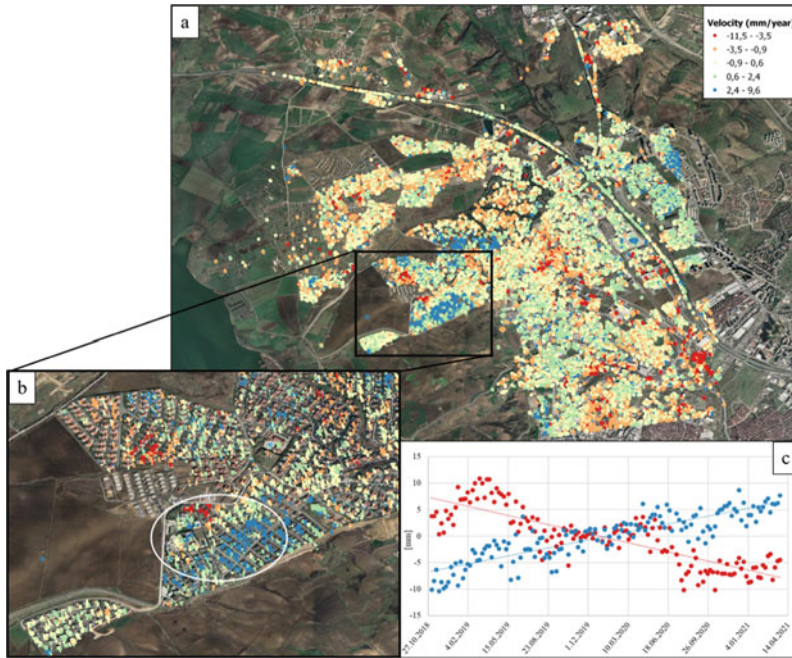 a
Velocity (mm/year)
-11,5 - -3,5
-3,5 - -0,9
-0,9 - 0,6
0,6 - 2,4
2,4 - 9,6
b
c
15
10
5
0
-5
-10
-15
[mm]
27.10.2018
4.02.2019
15.05.2019
23.08.2019
1.12.2019
10.03.2020
18.06.2020
26.09.2020
4.01.2021
14.04.2021